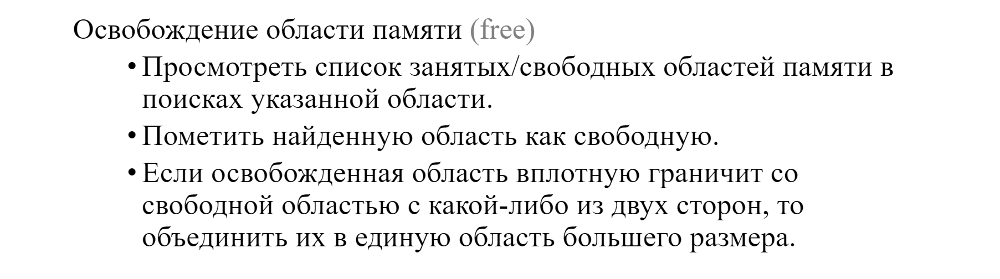 Освобождение области памяти (free)
• Просмотреть список занятых/свободных областей памяти в
поисках указанной области.
• Пометить найденную область как свободную.
• Если освобожденная область вплотную граничит со
свободной областью с какой-либо из двух сторон, то
объединить их в единую область большего размера.